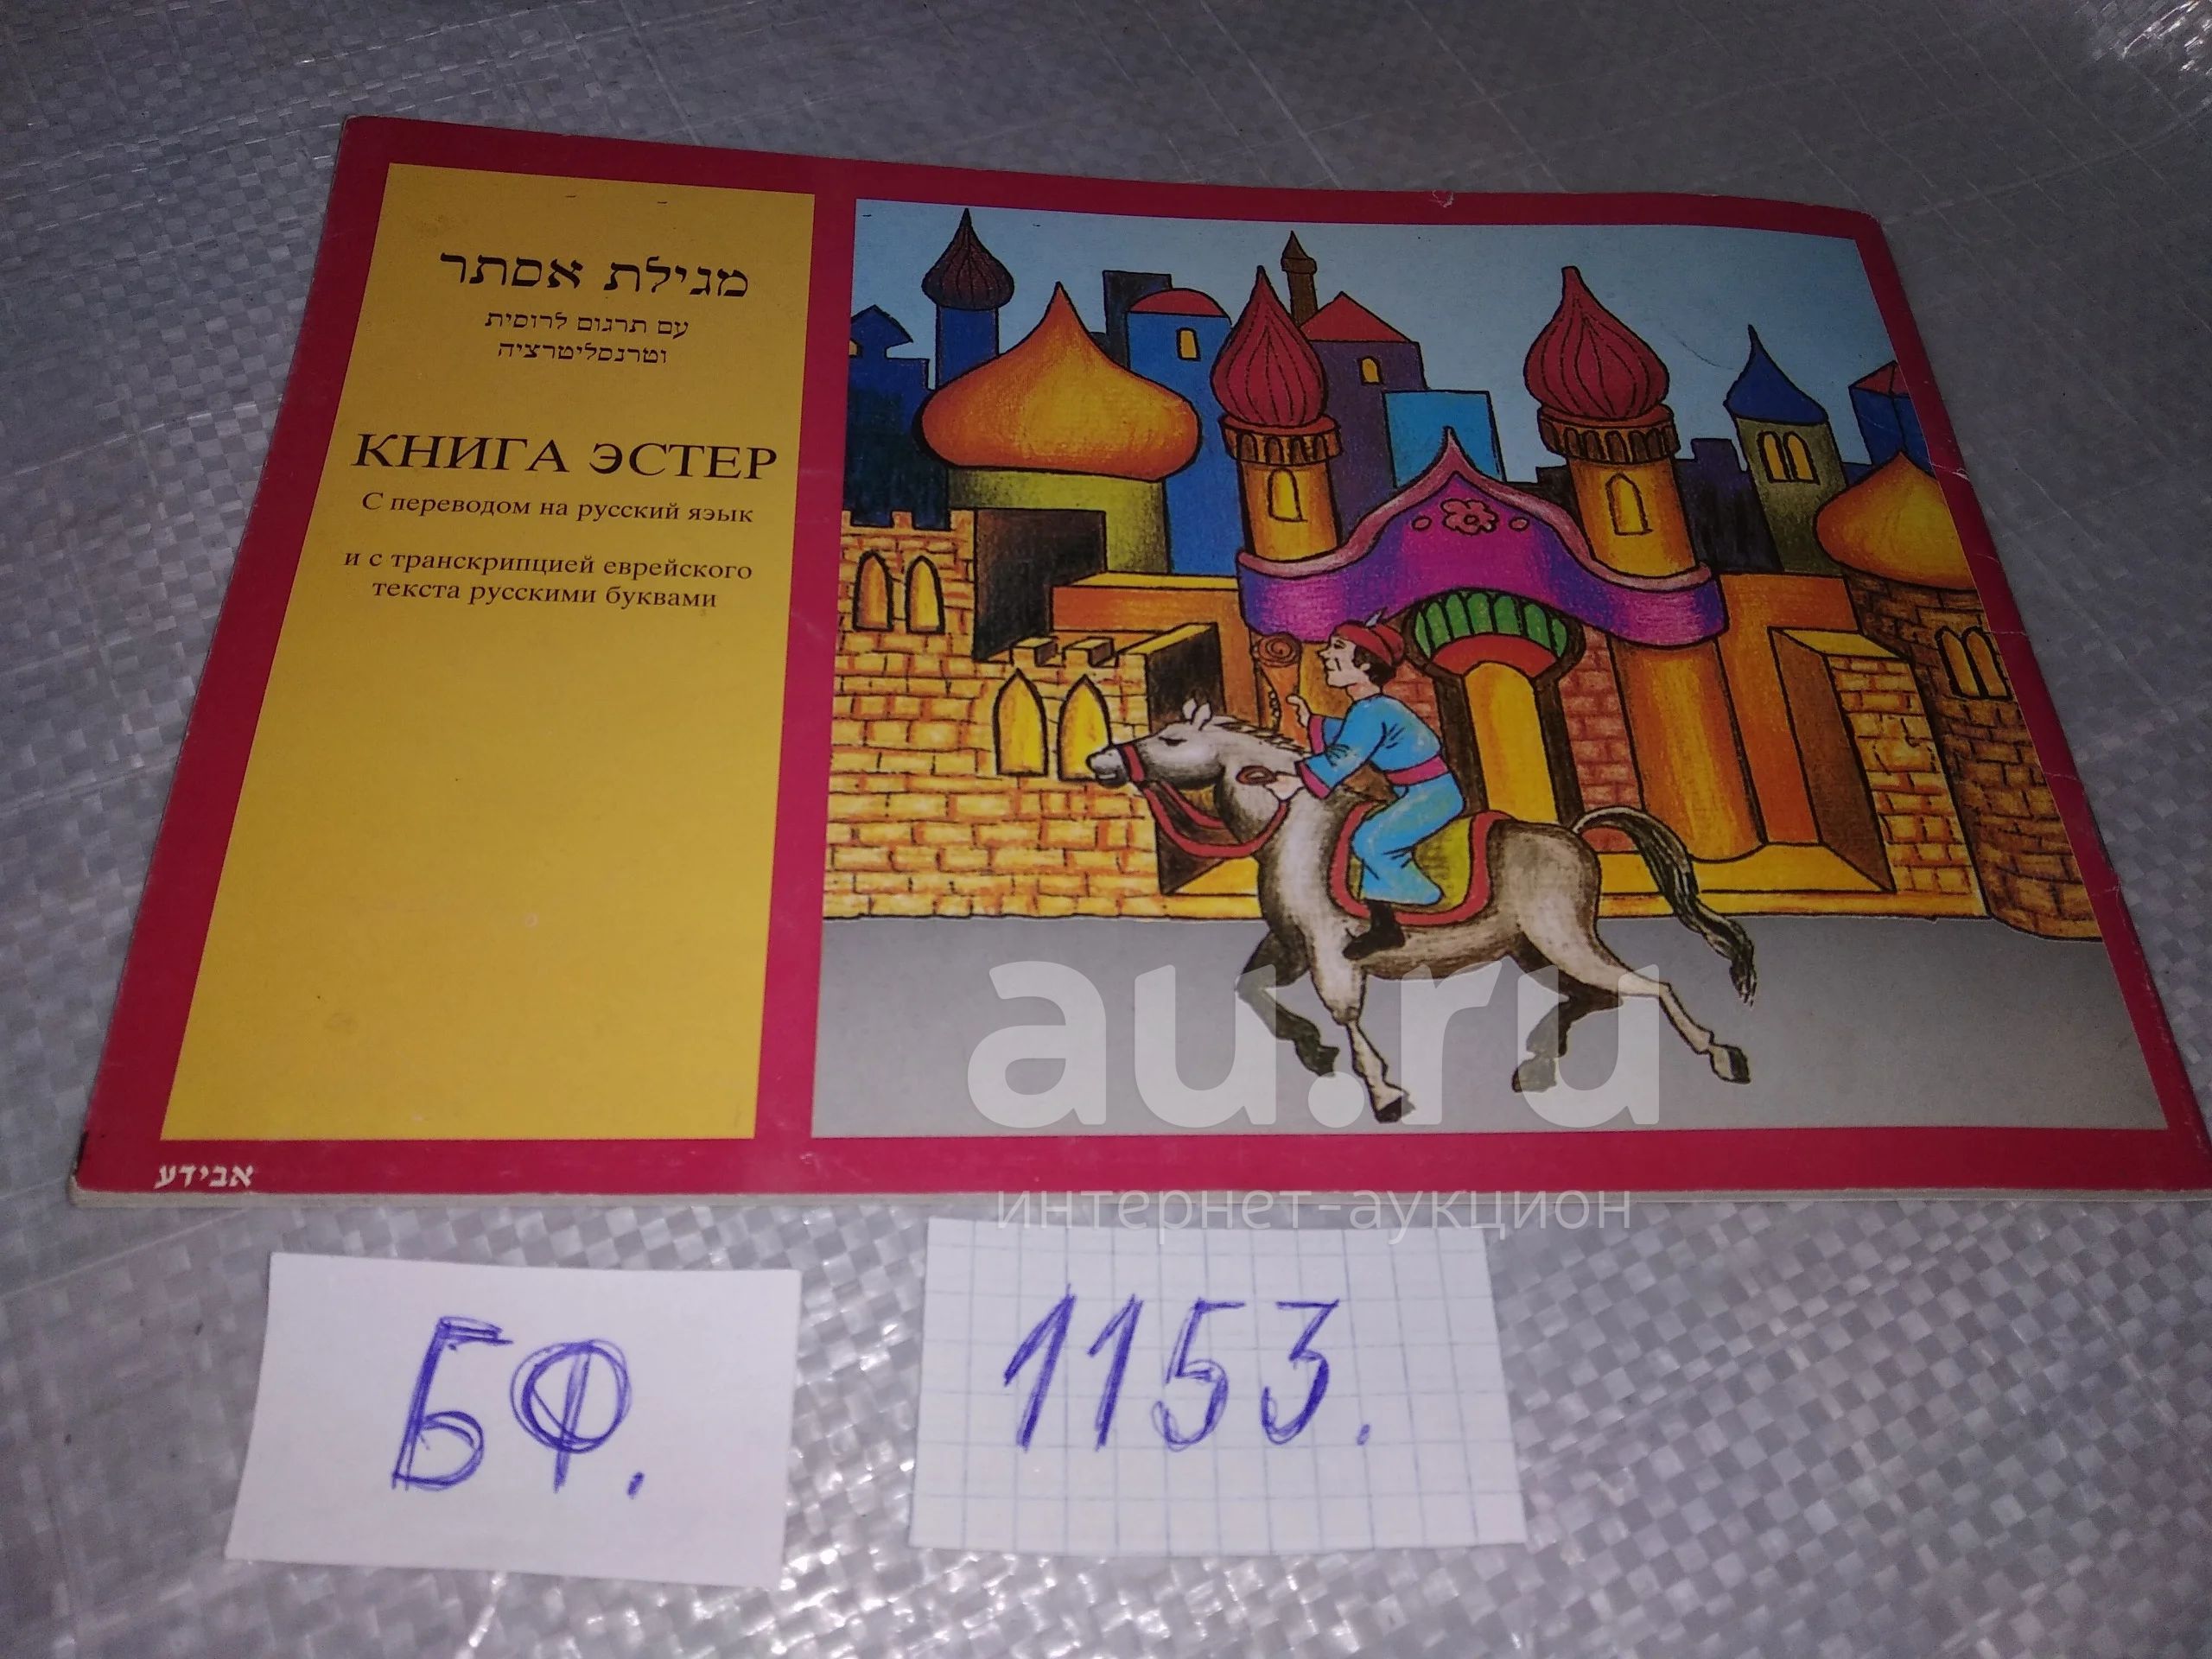 מגילת אסתר
עם תרגום לרוסית
וטרנסליטרציה
КНИГА ЭСТЕР
С переводом на русский яэык
и с транскрипцией еврейского
текста русскими буквами
אבידע
au.ru
интернет-аукцион
БФ.
1153.